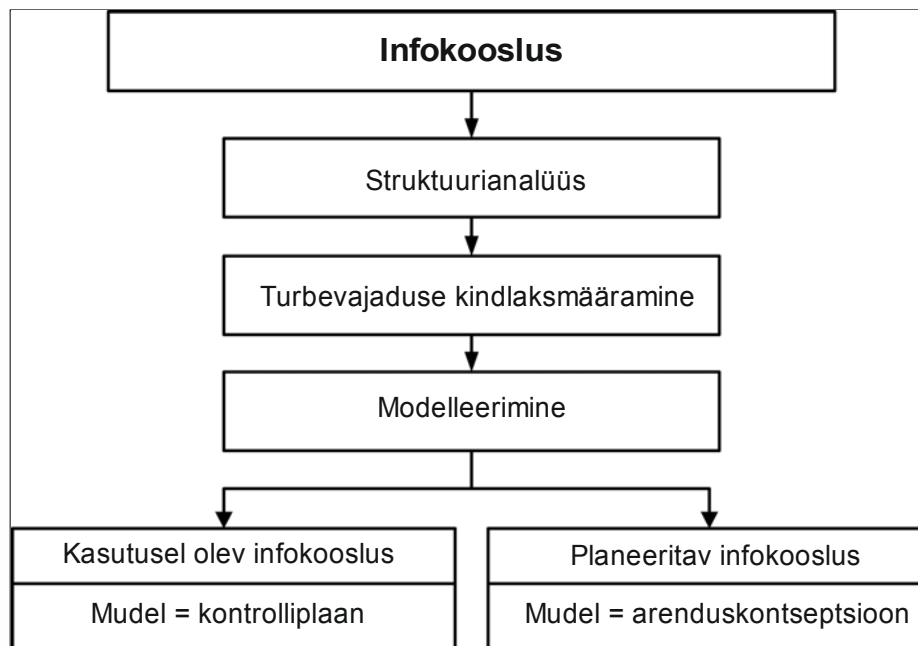 Infokooslus
Struktuurianalüüs
Turbevajaduse kindlaksmääramine
Modelleerimine
Kasutusel olev infokooslus
Mudel = kontrolliplaan
Planeeritav infokooslus
Mudel = arenduskontseptsioon